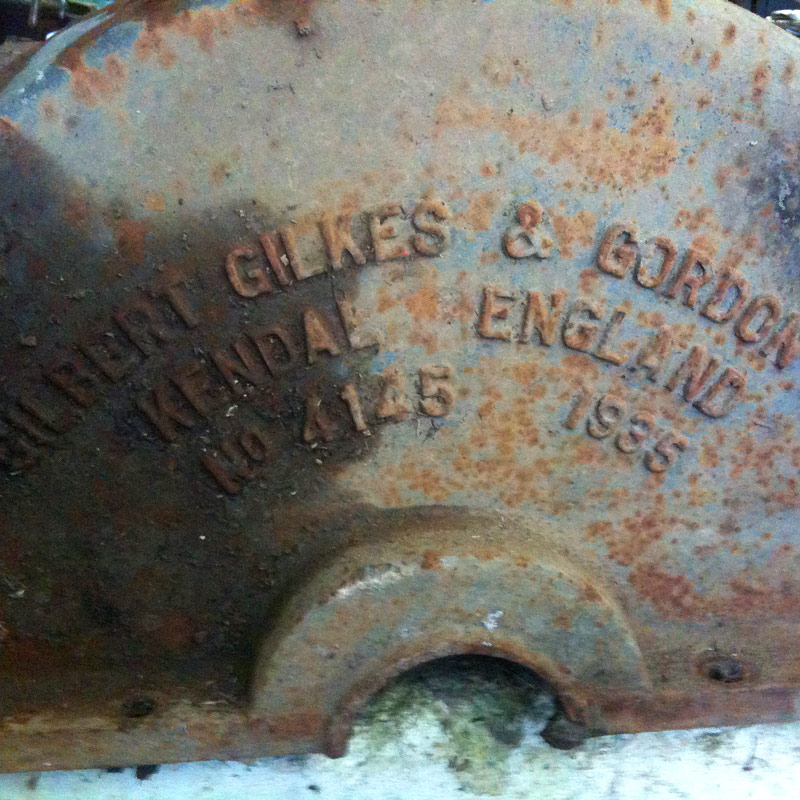 GILBERT GILKES & GORDON
KENDAL ENGLAND
No 4145 1935